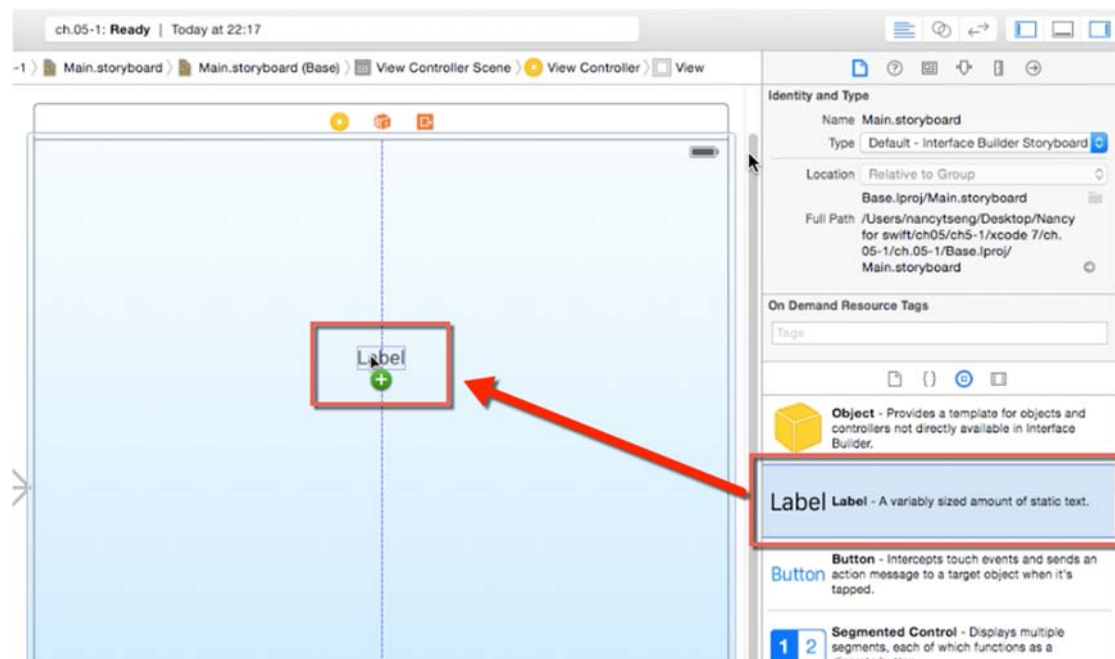 ch.05-1: Ready | Today at 22:17
-1 〉 Main.storyboard 〉 Main.storyboard (Base) 〉 View Controller Scene 〉 View Controller 〉 View
Label
Identity and Type
Name Main.storyboard
Type Default - Interface Builder Storyboard
Location Relative to Group
Base.lproj/Main.storyboard
Full Path /Users/nancytseng/Desktop/Nancy
for swift/ch05/ch5-1/xcode 7/ch.
05-1/ch.05-1/Base.lproj/
Main.storyboard
On Demand Resource Tags
Tags
{}
Object - Provides a template for objects and
controllers not directly available in Interface
Builder.
Label Label - A variably sized amount of static text.
Button
Button - Intercepts touch events and sends an
action message to a target object when it's
tapped.
1 2
Segmented Control - Displays multiple
segments, each of which functions as a